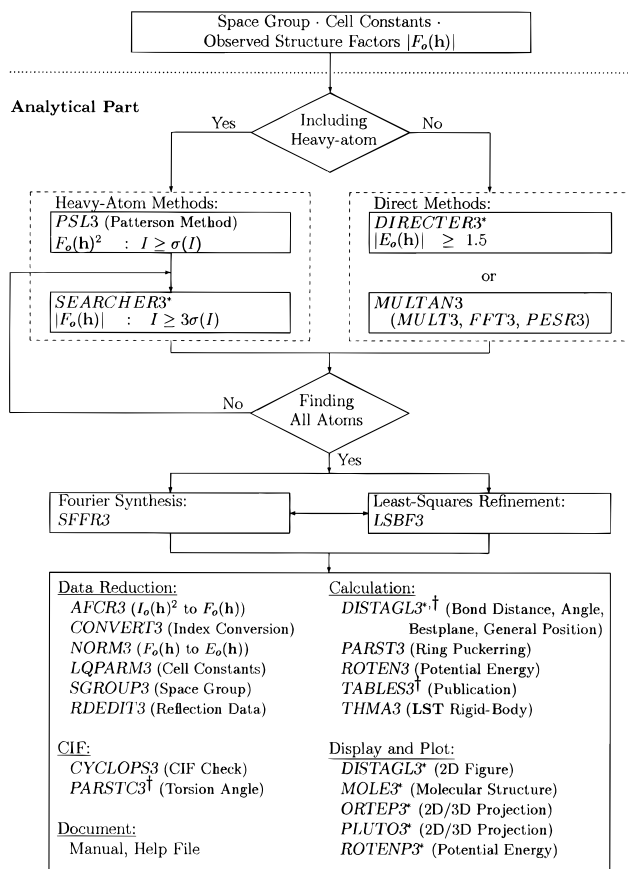 Space Group · Cell Constants ·
Observed Structure Factors |Fₒ(h)|
Analytical Part
Including
Heavy-atom
Yes
No
Heavy-Atom Methods:
PSL3 (Patterson Method)
Fₒ(h)² : I ≥ σ(I)
SEARCHER3*
|Fₒ(h)| : I ≥ 3σ(I)
Direct Methods:
DIRECTER3*
|Eₒ(h)| ≥ 1.5
or
MULTAN3
(MULT3, FFT3, PESR3)
Finding
All Atoms
No
Yes
Fourier Synthesis:
SFFR3
Least-Squares Refinement:
LSBF3
Data Reduction:
AFCR3 (Iₒ(h)² to Fₒ(h))
CONVERT3 (Index Conversion)
NORM3 (Fₒ(h) to Eₒ(h))
LQPARM3 (Cell Constants)
SGROUP3 (Space Group)
RDEDIT3 (Reflection Data)
CIF:
CYCLOPS3 (CIF Check)
PARSTC3† (Torsion Angle)
Document:
Manual, Help File
Calculation:
DISTAGL3*,† (Bond Distance, Angle,
Bestplane, General Position)
PARST3 (Ring Puckerring)
ROTEN3 (Potential Energy)
TABLES3† (Publication)
THMA3 (LST Rigid-Body)
Display and Plot:
DISTAGL3* (2D Figure)
MOLE3* (Molecular Structure)
ORTEP3* (2D/3D Projection)
PLUTO3* (2D/3D Projection)
ROTENP3* (Potential Energy)